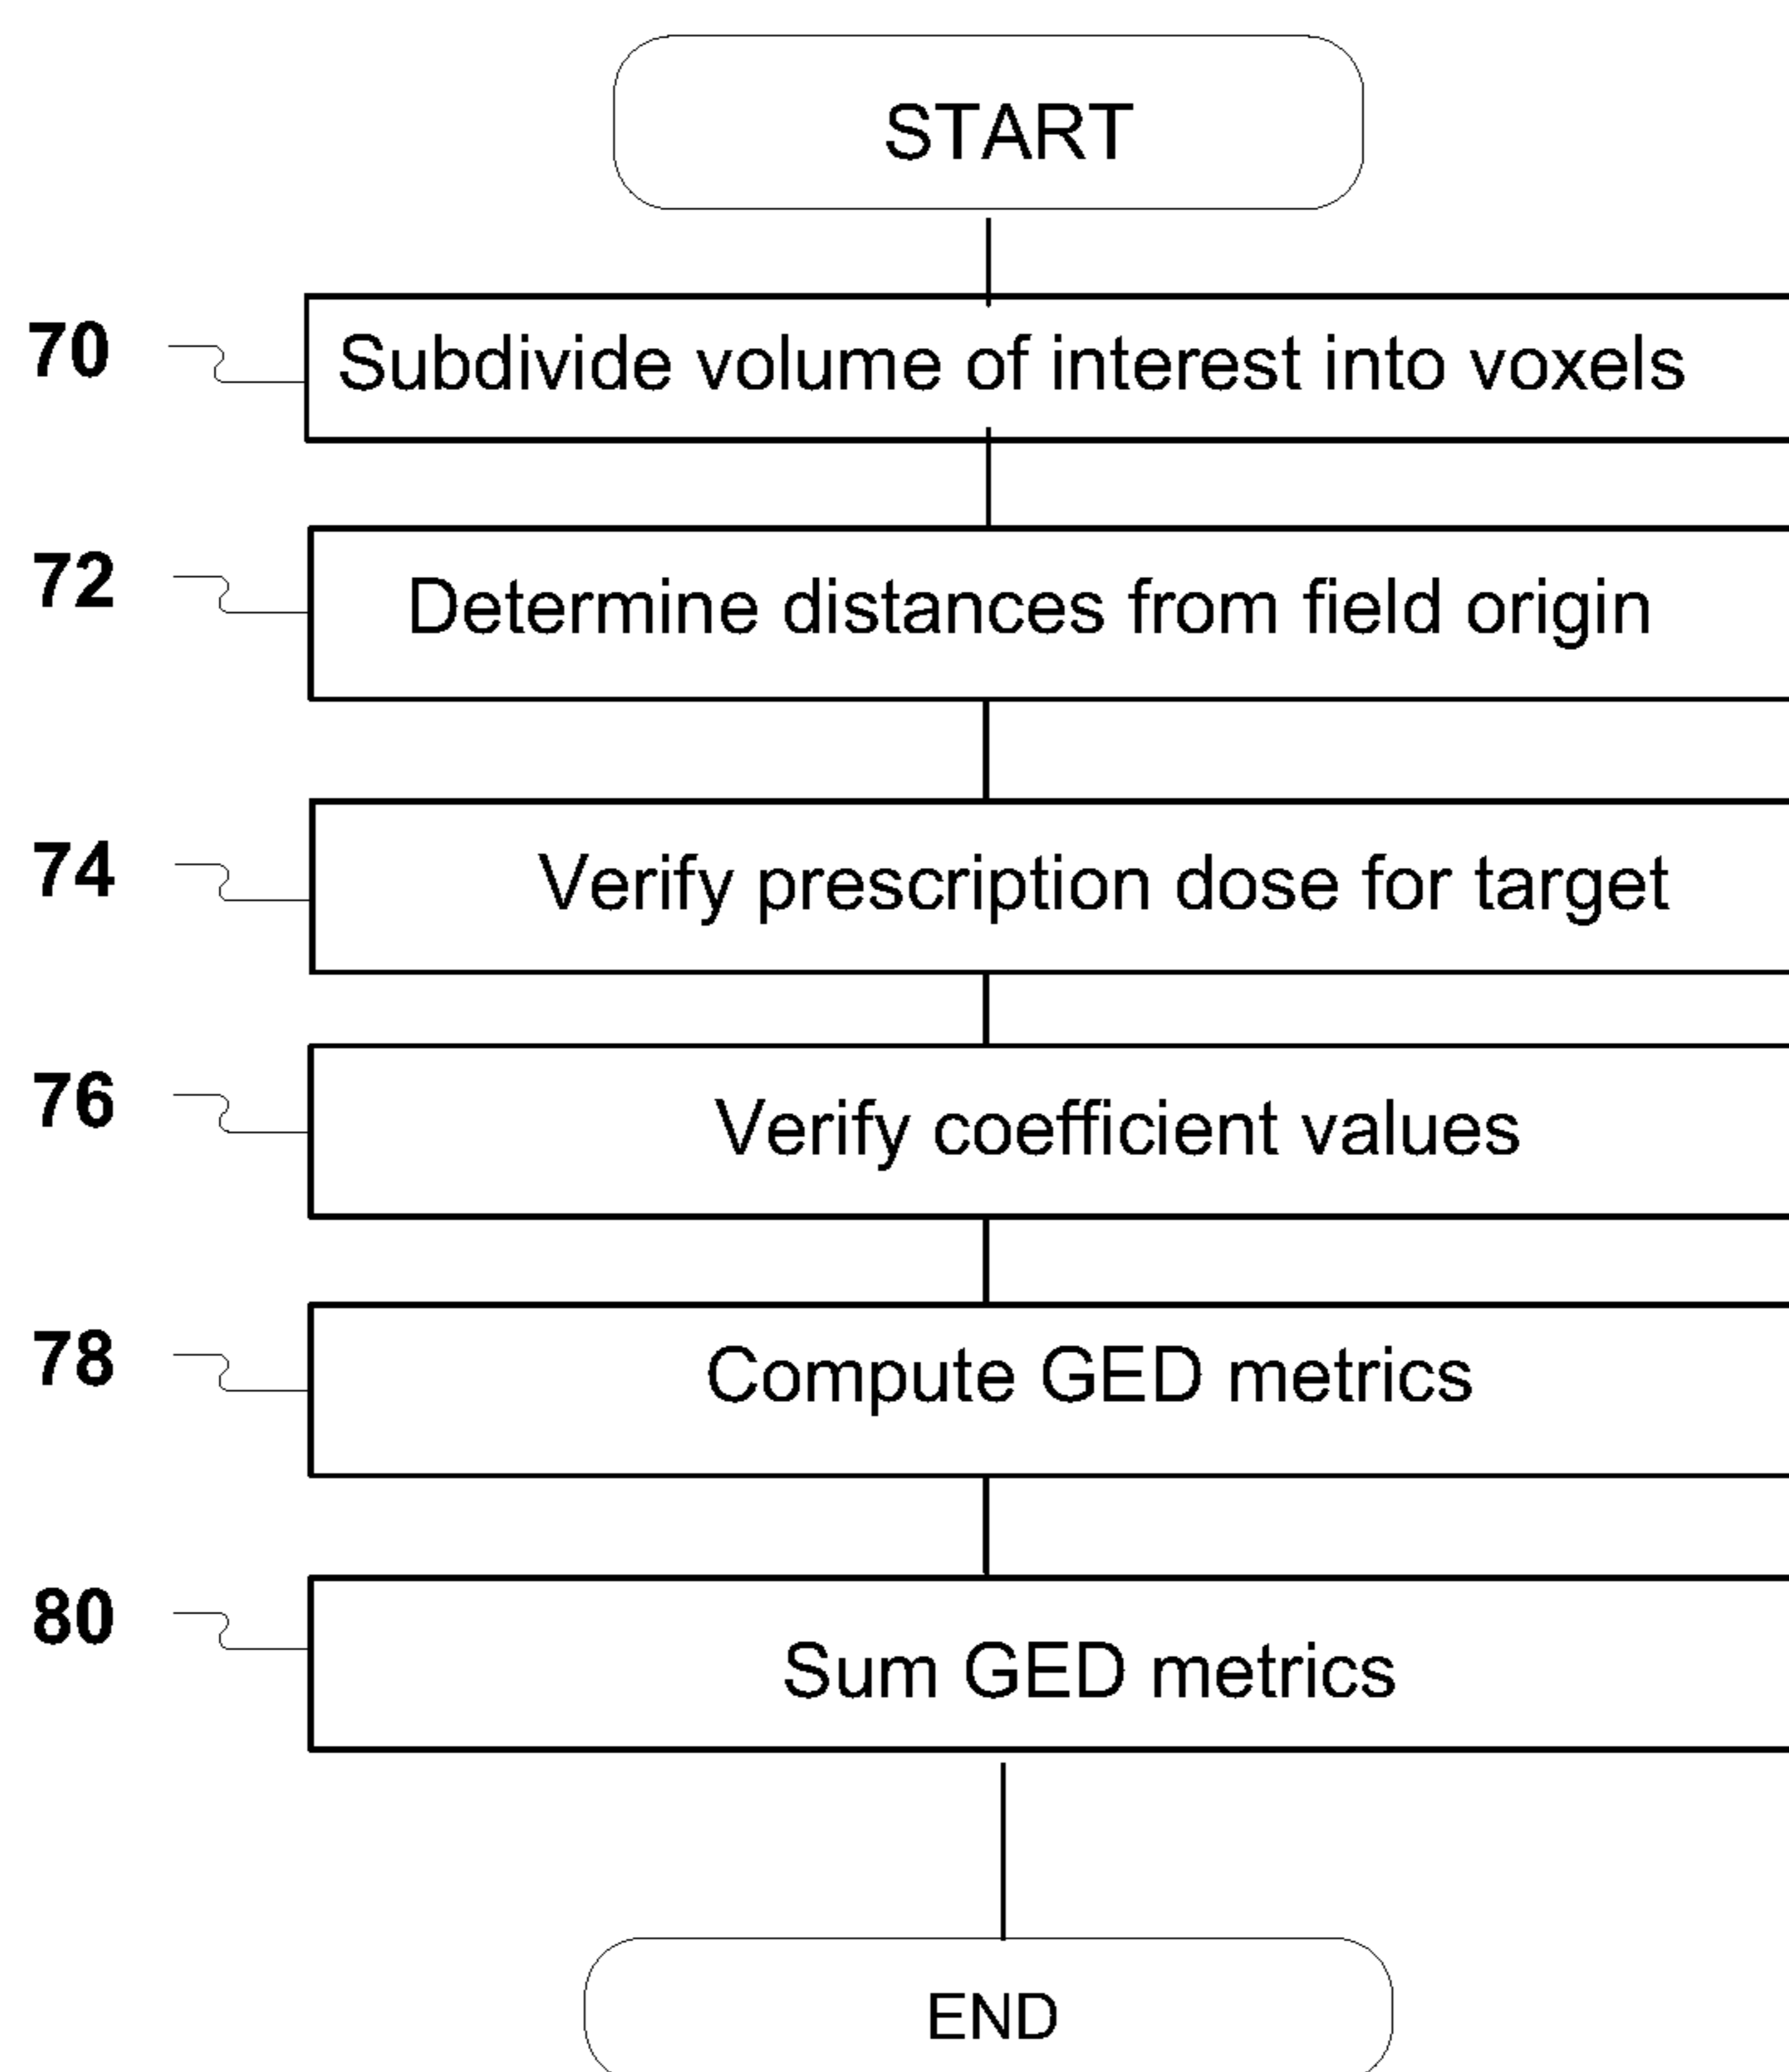 START
70 Subdivide volume of interest into voxels
72 Determine distances from field origin
74 Verify prescription dose for target
76 Verify coefficient values
78 Compute GED metrics
80 Sum GED metrics
END